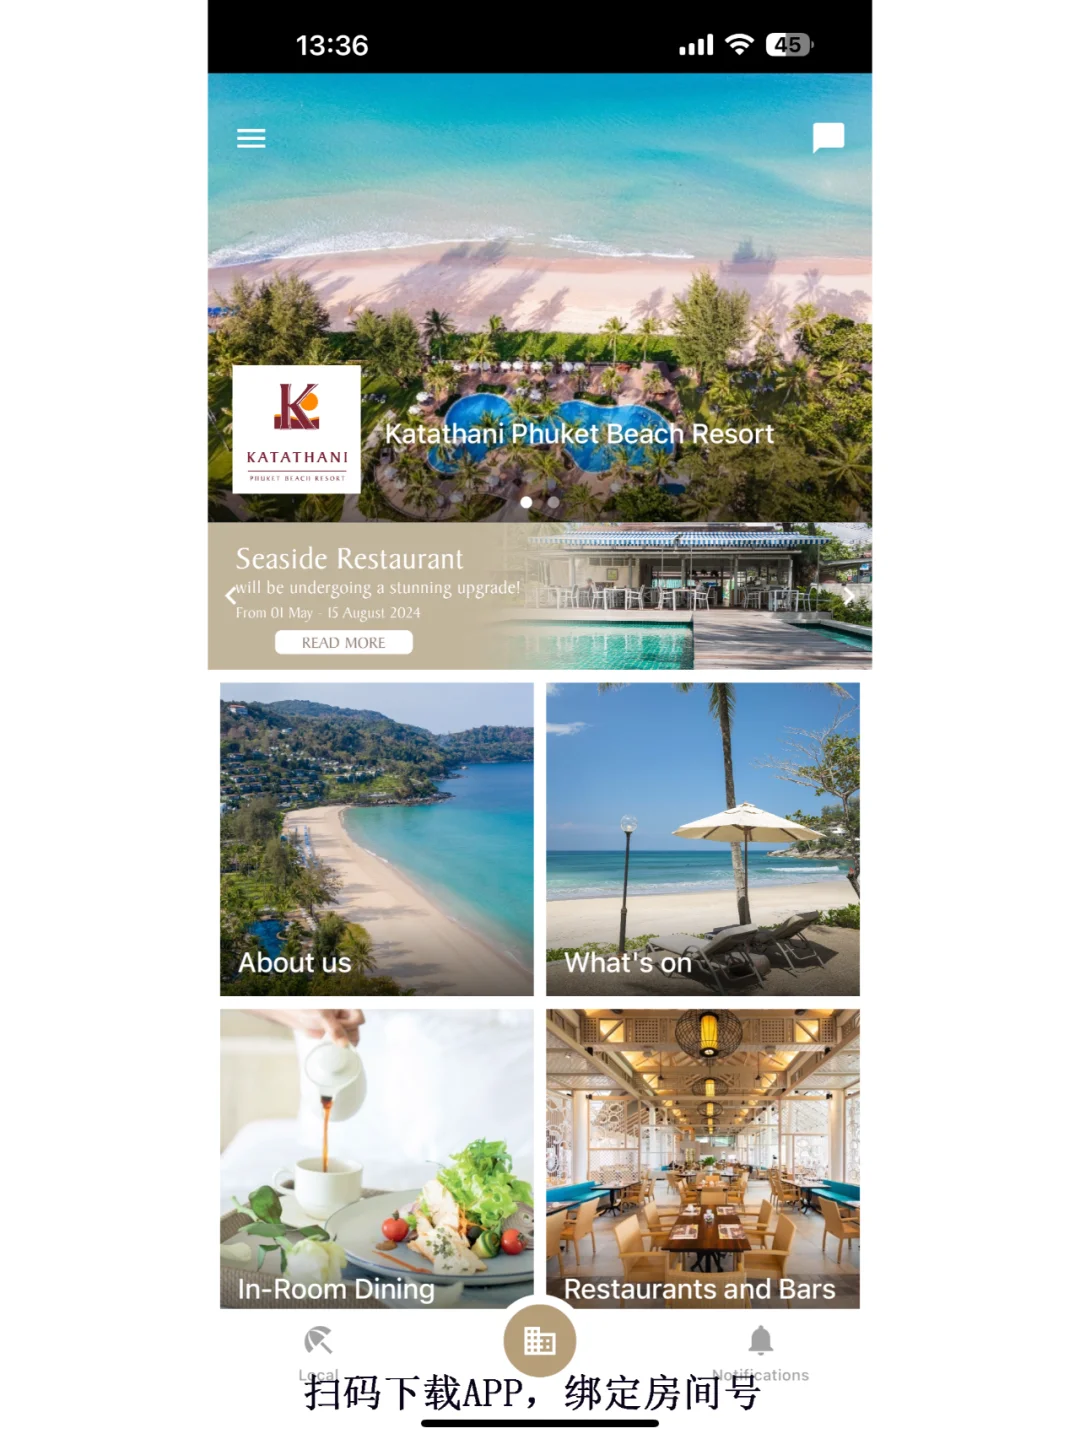 13:36
45
KATATHANI
PHUKET BEACH RESORT
Katathani Phuket Beach Resort
Seaside Restaurant
will be undergoing a stunning upgrade!
From 01 May - 15 August 2024
READ MORE
About us
What's on
In-Room Dining
Restaurants and Bars
Local
Notifications
扫码下载APP，绑定房间号